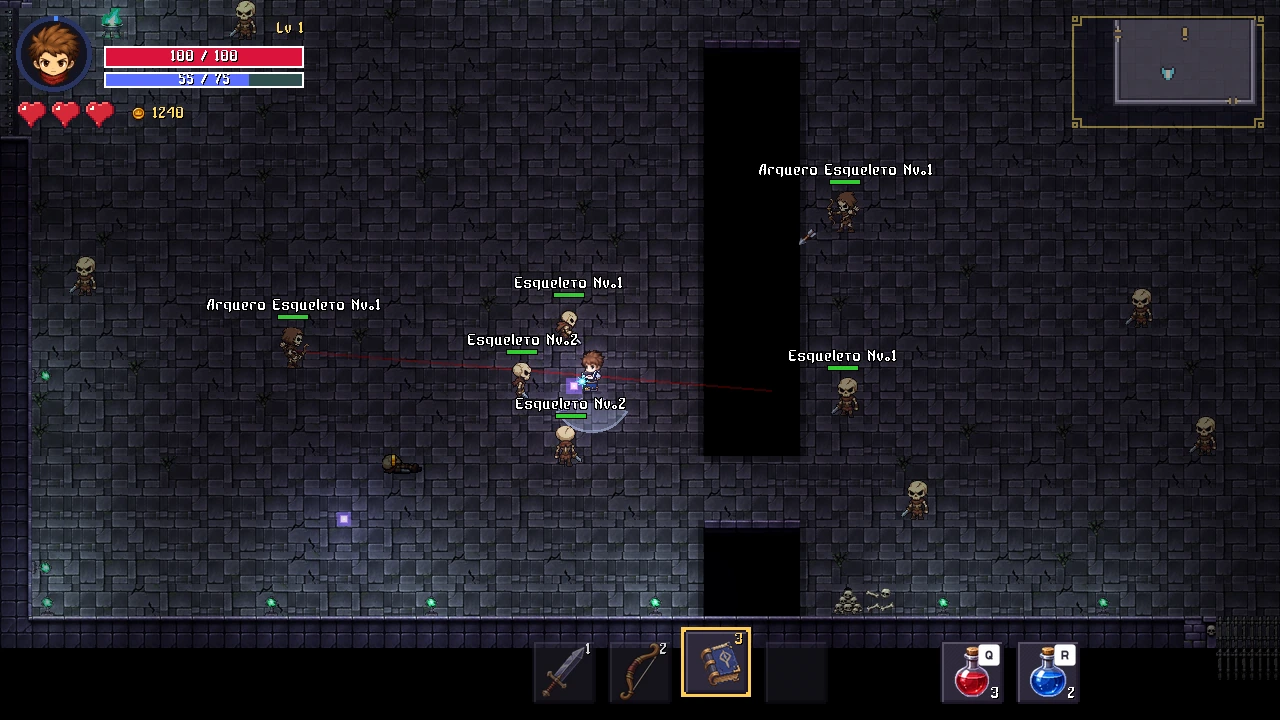 Lv 1
100 / 100
55 / 75
1240
Arquero Esqueleto Nv.1
Esqueleto Nv.1
Arquero Esqueleto Nv.1
Esqueleto Nv.2
Esqueleto Nv.1
Esqueleto Nv.2
1
2
3
Q
3
R
2